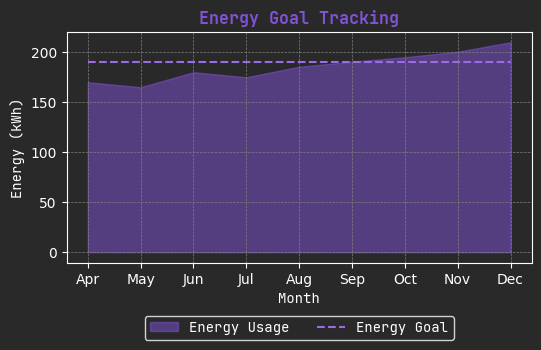 Energy Goal Tracking
Energy (kWh)
200
150
100
50
0
Apr May Jun Jul Aug Sep Oct Nov Dec
Month
Energy Usage Energy Goal